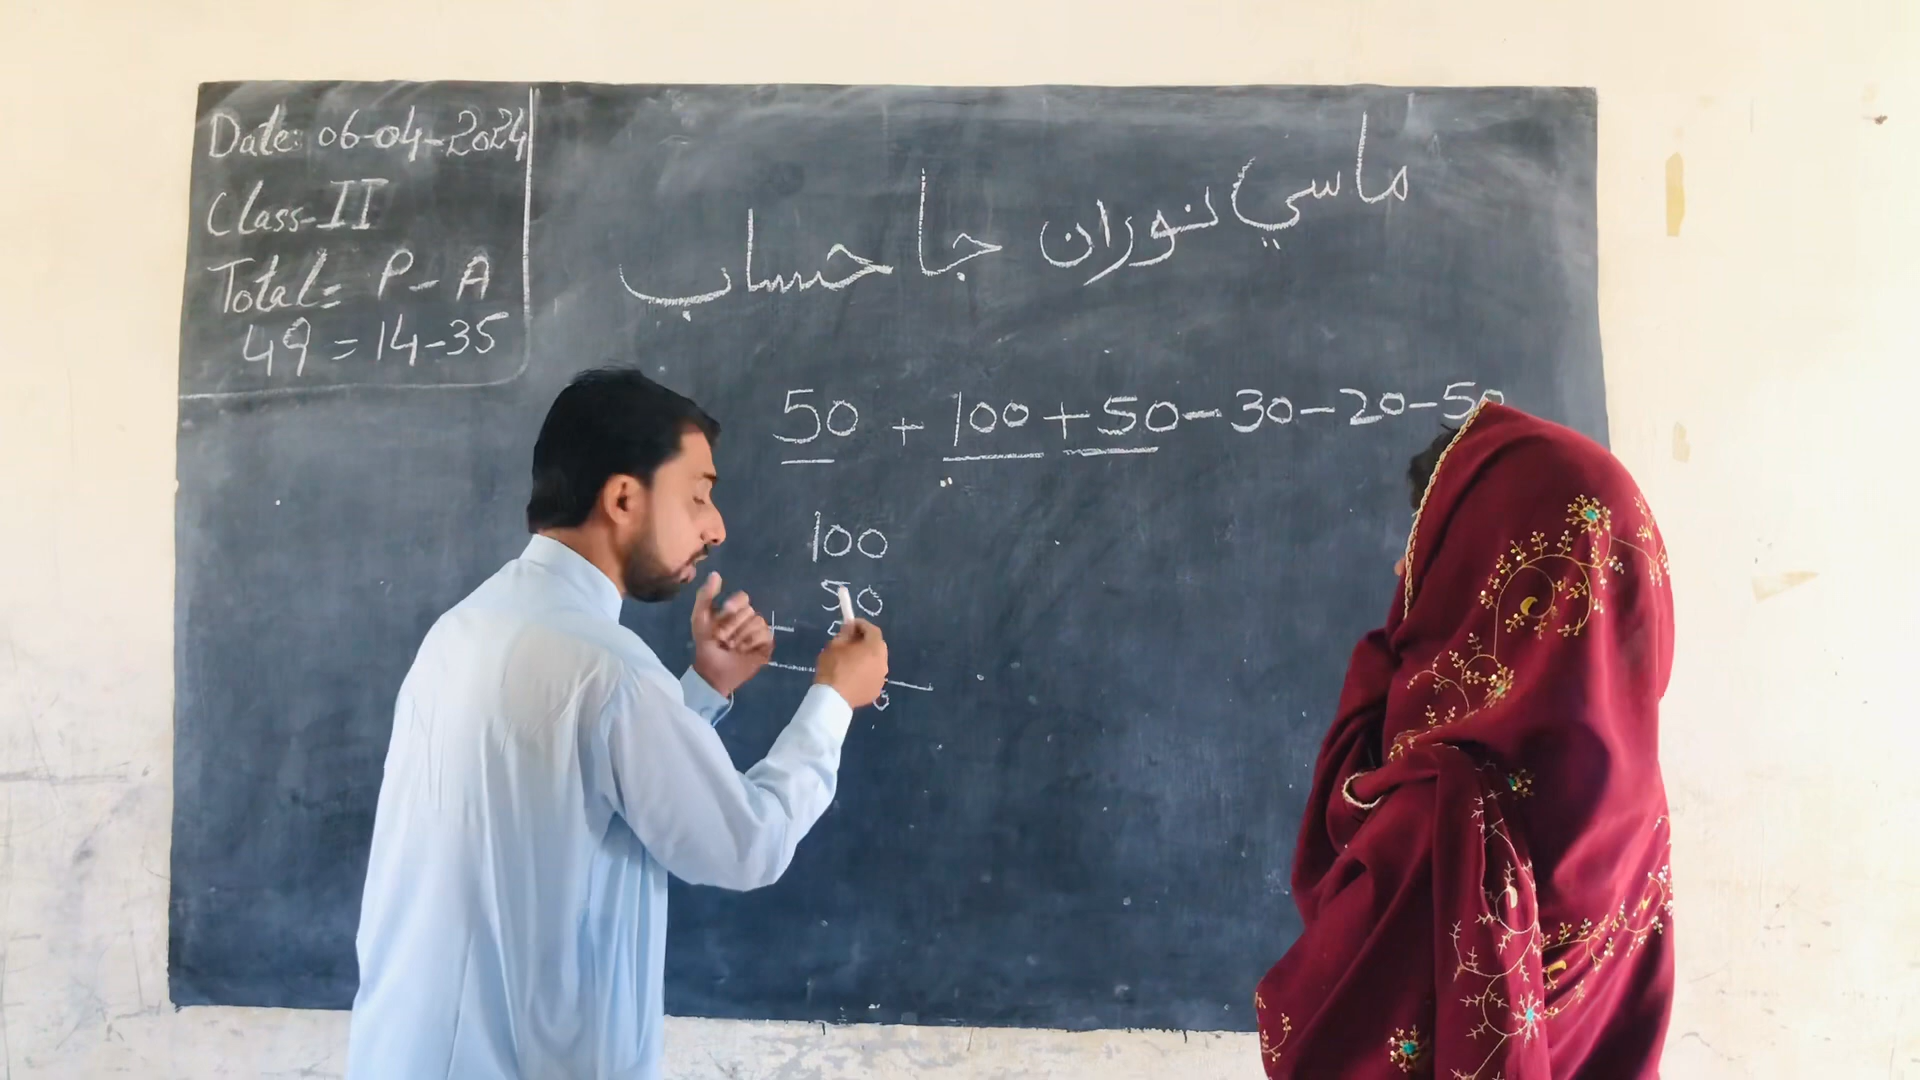 Date: 06-04-2024
Class-II
Total = P - A
49 = 14-35
ماسي نوران جا حساب
50 + 100 + 50 - 30 - 20 - 50
100
50
+
0